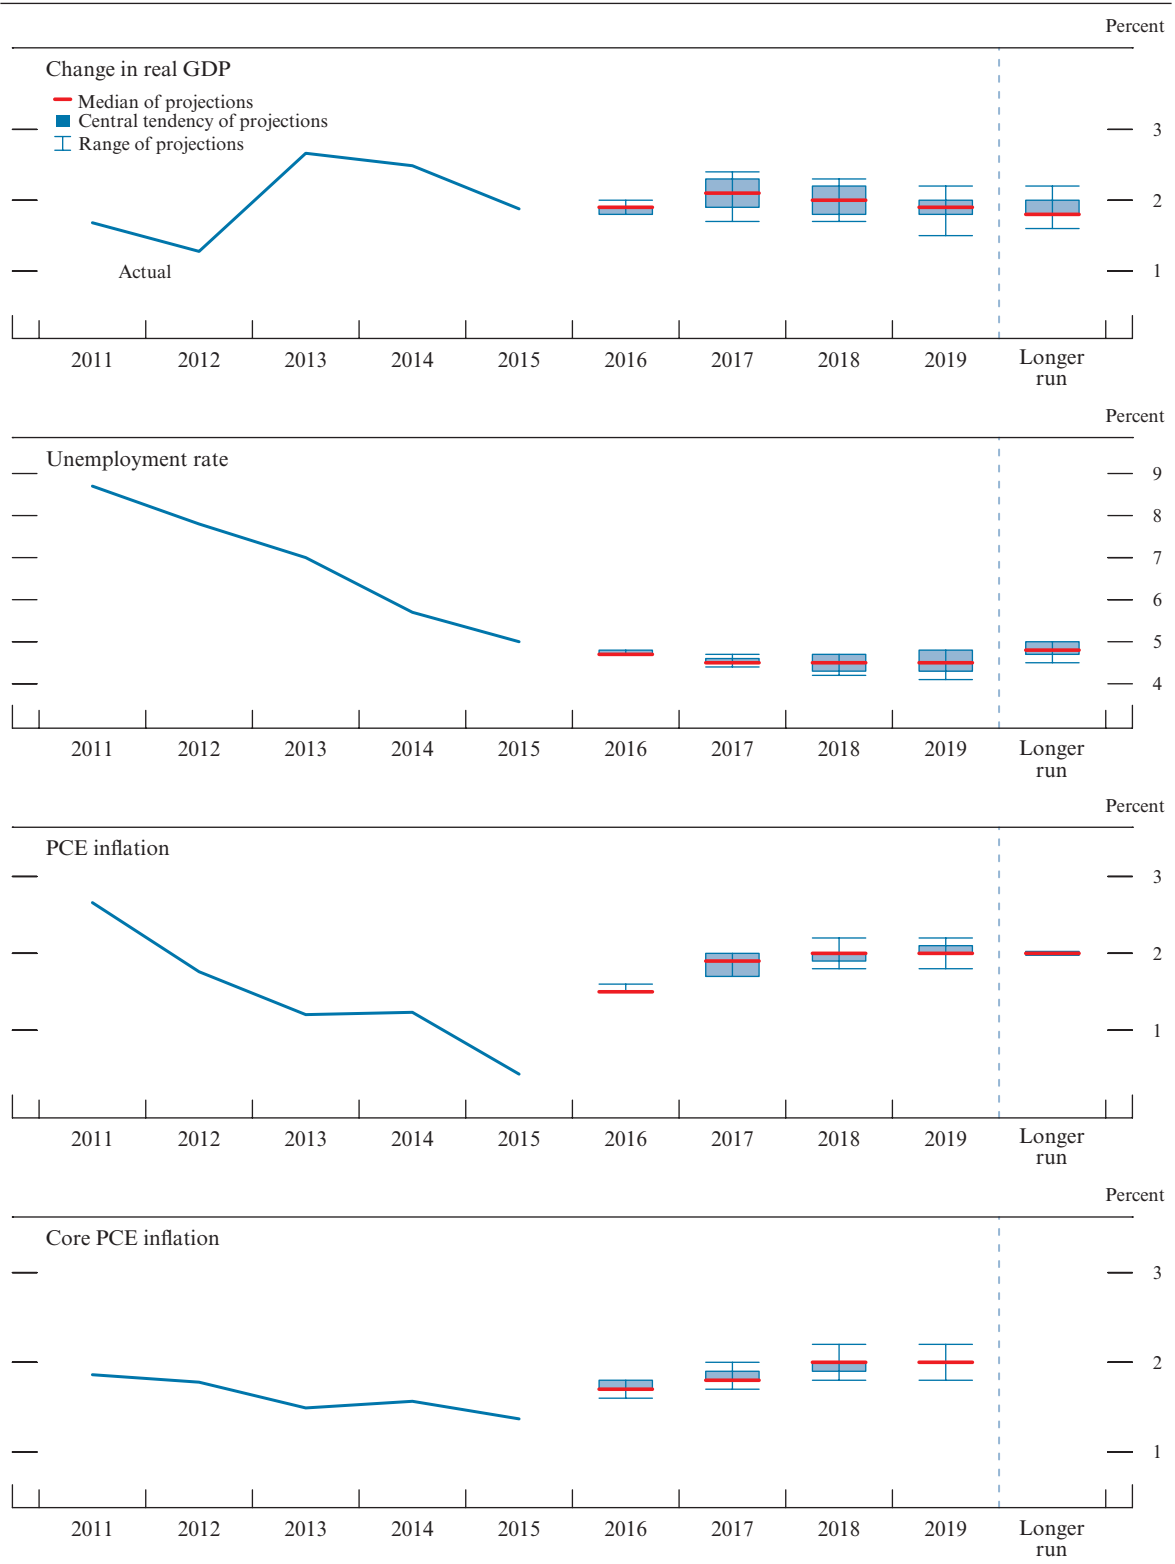 Percent
Change in real GDP
Median of projections
Central tendency of projections
Range of projections
3
2
1
Actual
2011 2012 2013 2014 2015 2016 2017 2018 2019 Longer
run
Percent
Unemployment rate
9
8
7
6
5
4
2011 2012 2013 2014 2015 2016 2017 2018 2019 Longer
run
Percent
PCE inflation
3
2
1
2011 2012 2013 2014 2015 2016 2017 2018 2019 Longer
run
Percent
Core PCE inflation
3
2
1
2011 2012 2013 2014 2015 2016 2017 2018 2019 Longer
run